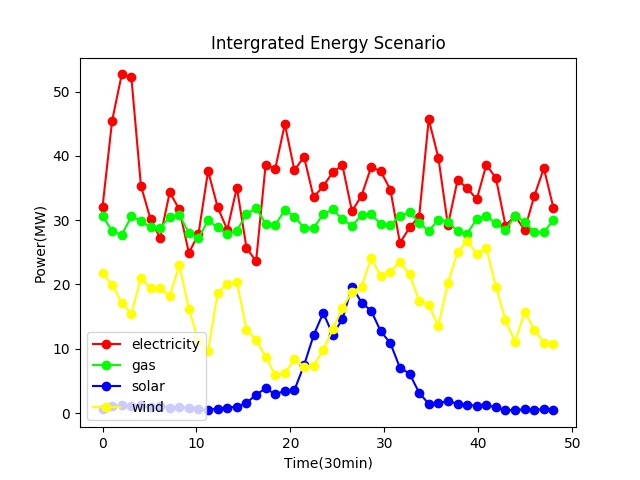 Intergrated Energy Scenario
Power(MW)
50
40
30
20
10
0
electricity
gas
solar
wind
0 10 20 30 40 50
Time(30min)